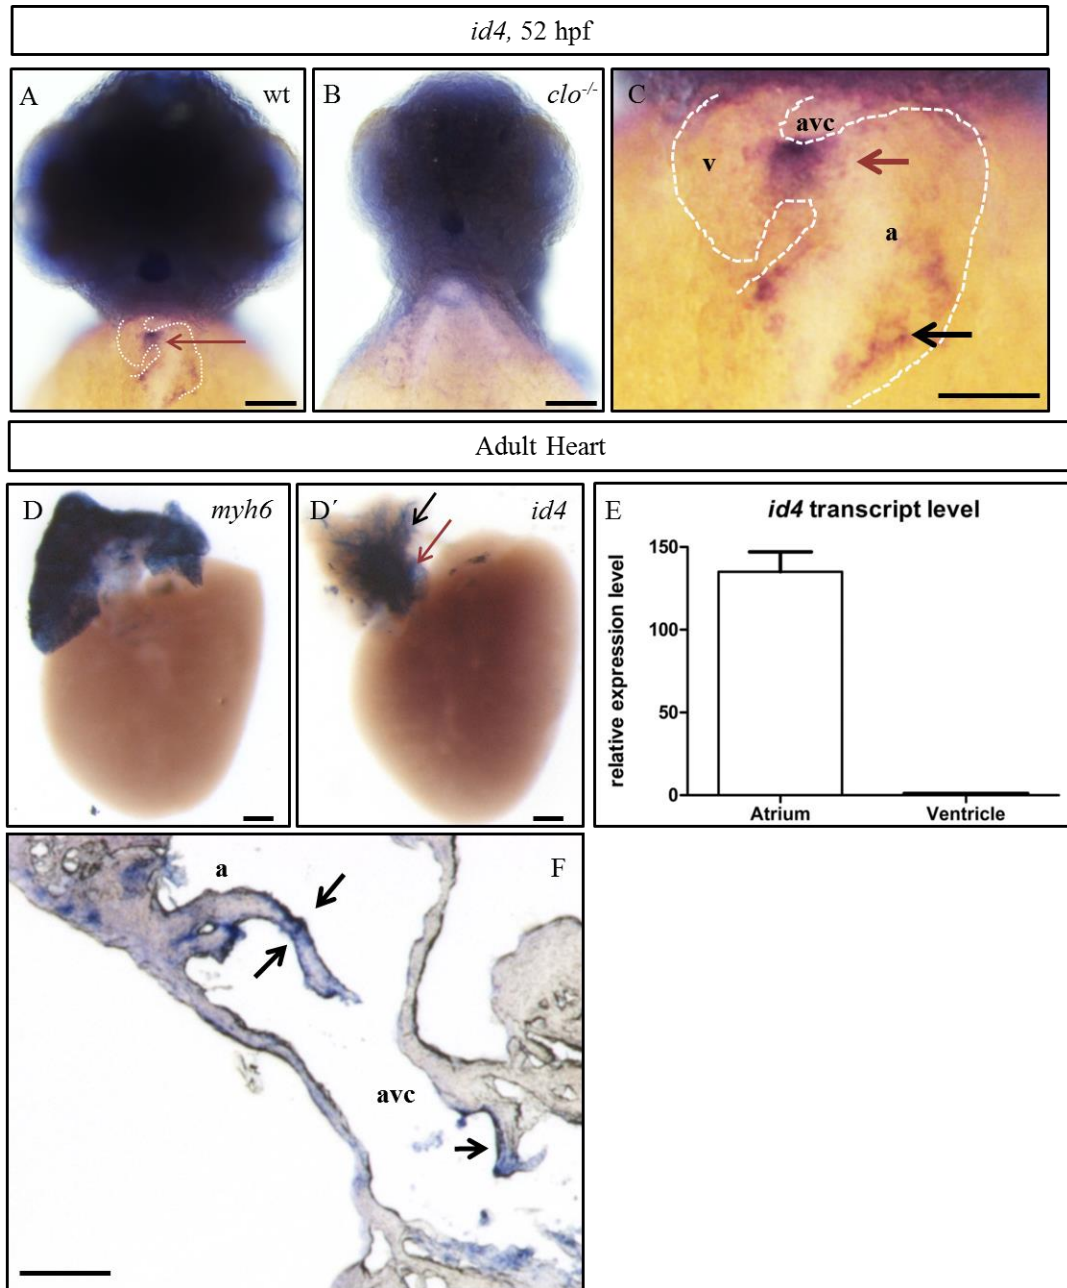 id4, 52 hpf
A
wt
B
clo-/-
C
avc
v
a
Adult Heart
D
myh6
D´
id4
E
id4 transcript level
relative expression level
150
100
50
0
Atrium
Ventricle
F
a
avc